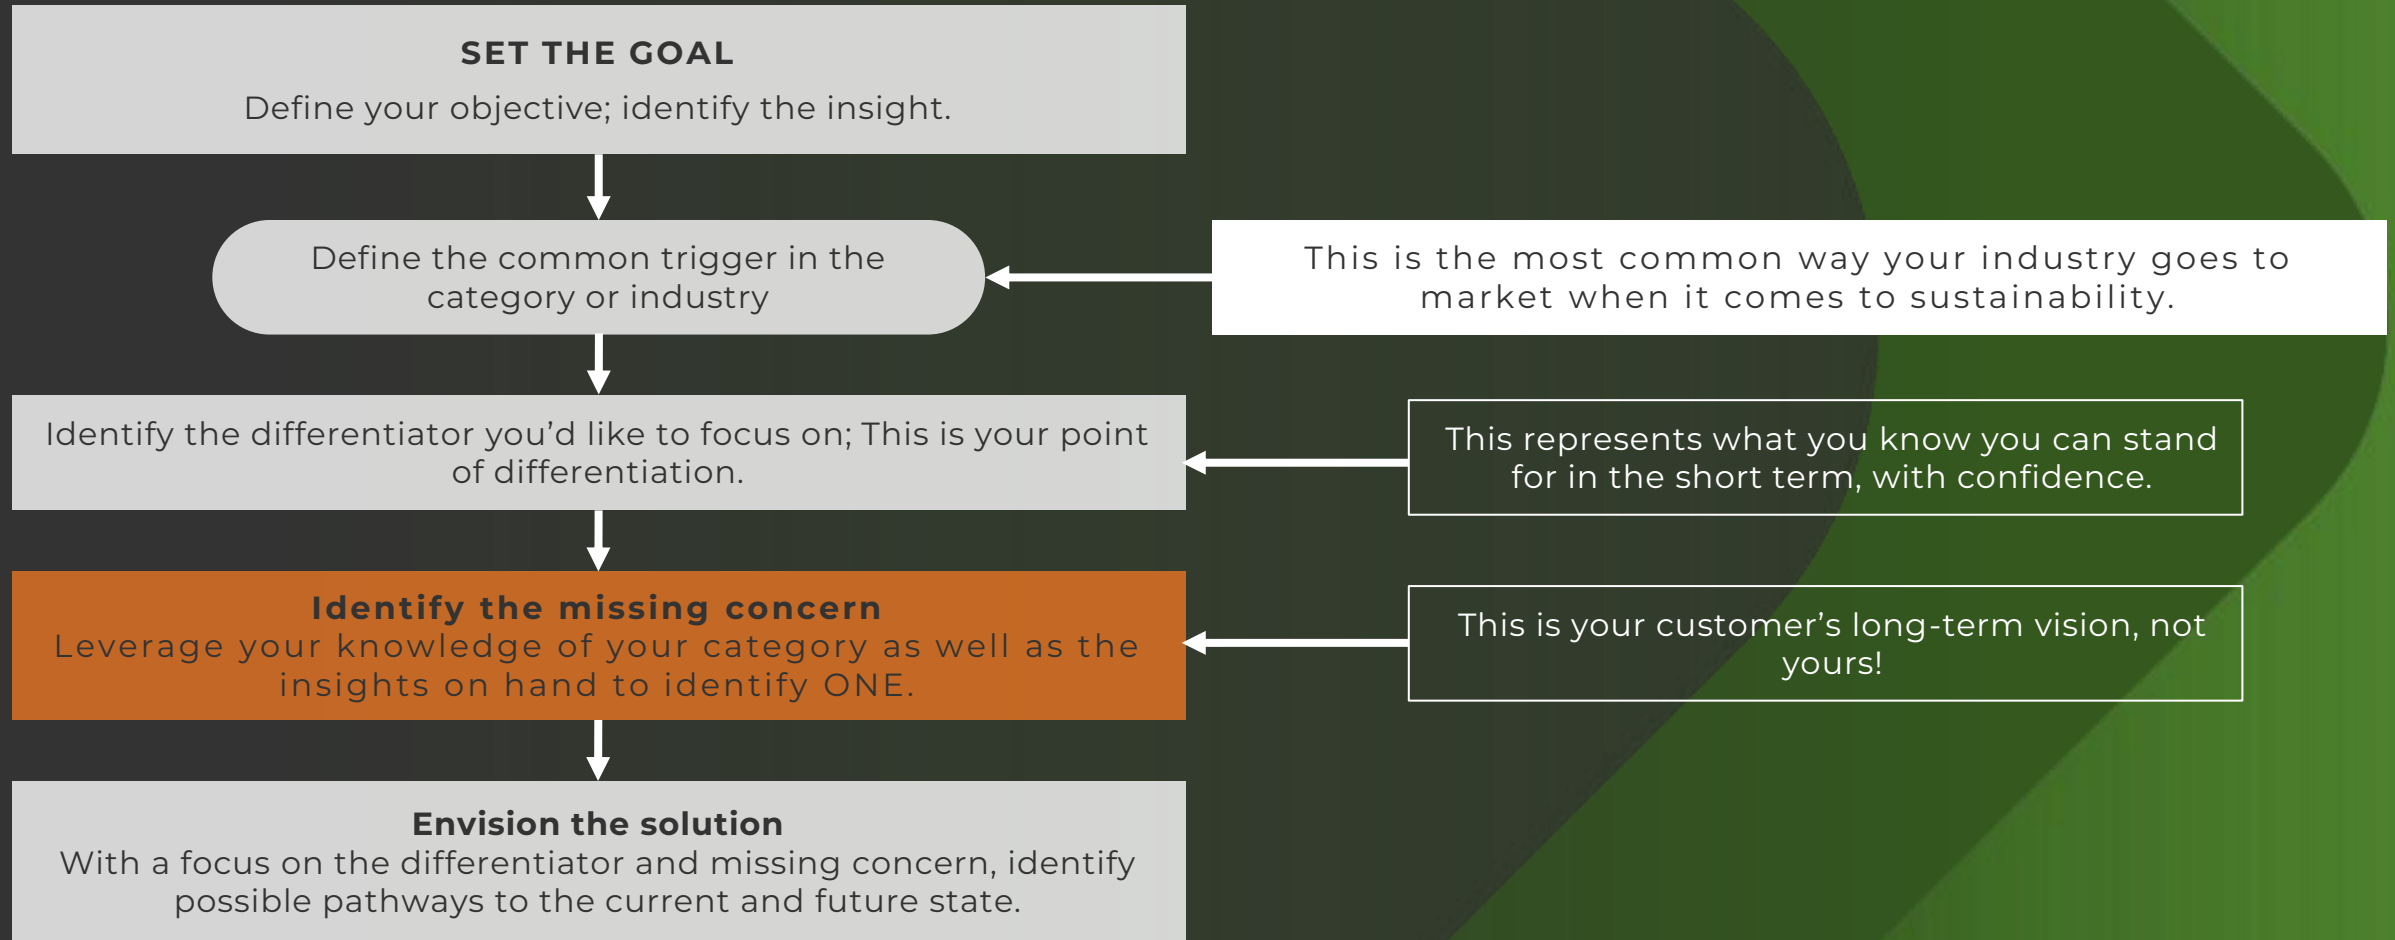 SET THE GOAL
Define your objective; identify the insight.
Define the common trigger in the
category or industry
This is the most common way your industry goes to
market when it comes to sustainability.
Identify the differentiator you’d like to focus on; This is your point
of differentiation.
This represents what you know you can stand
for in the short term, with confidence.
Identify the missing concern
Leverage your knowledge of your category as well as the
insights on hand to identify ONE.
This is your customer’s long-term vision, not
yours!
Envision the solution
With a focus on the differentiator and missing concern, identify
possible pathways to the current and future state.